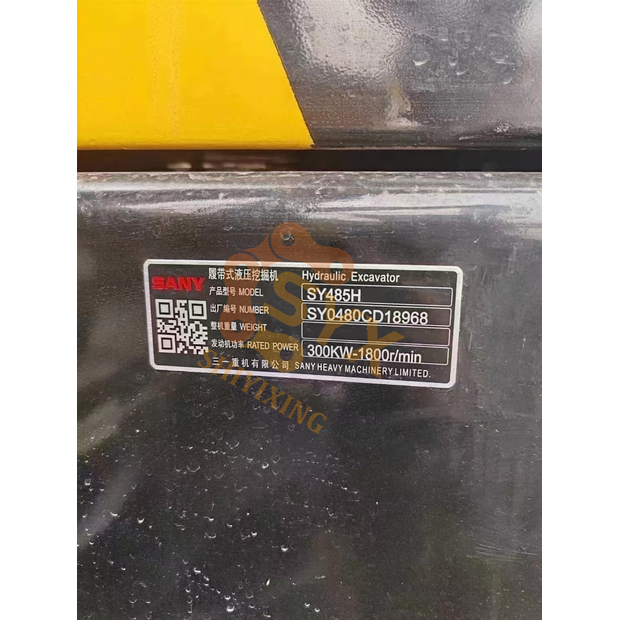 SANY 履带式液压挖掘机 Hydraulic Excavator
产品型号 MODEL SY485H
出厂编号 NUMBER SY0480CD18968
整机重量 WEIGHT
发动机功率 RATED POWER 300KW-1800r/min
三一重机有限公司 SANY HEAVY MACHINERY LIMITED.
SHIYIXING